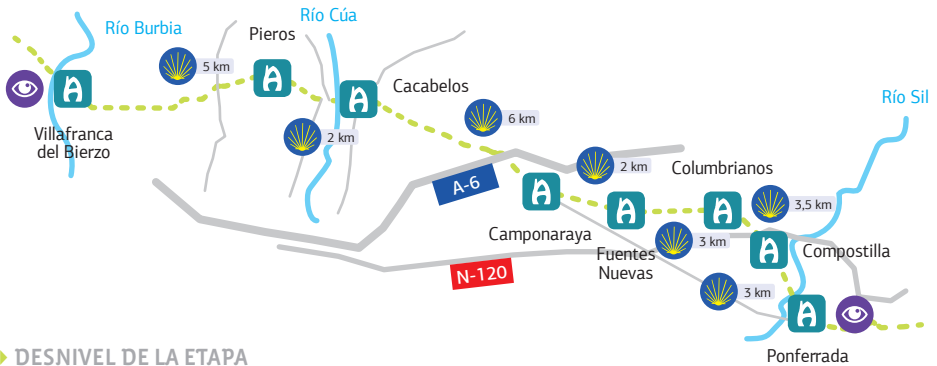 Río Burbia
Río Cúa
Pieros
5 km
Cacabelos
Río Sil
Villafranca
del Bierzo
2 km
6 km
A-6
2 km
Columbrianos
3,5 km
Camponaraya
Fuentes
Nuevas
3 km
Compostilla
N-120
3 km
Ponferrada
DESNIVEL DE LA ETAPA